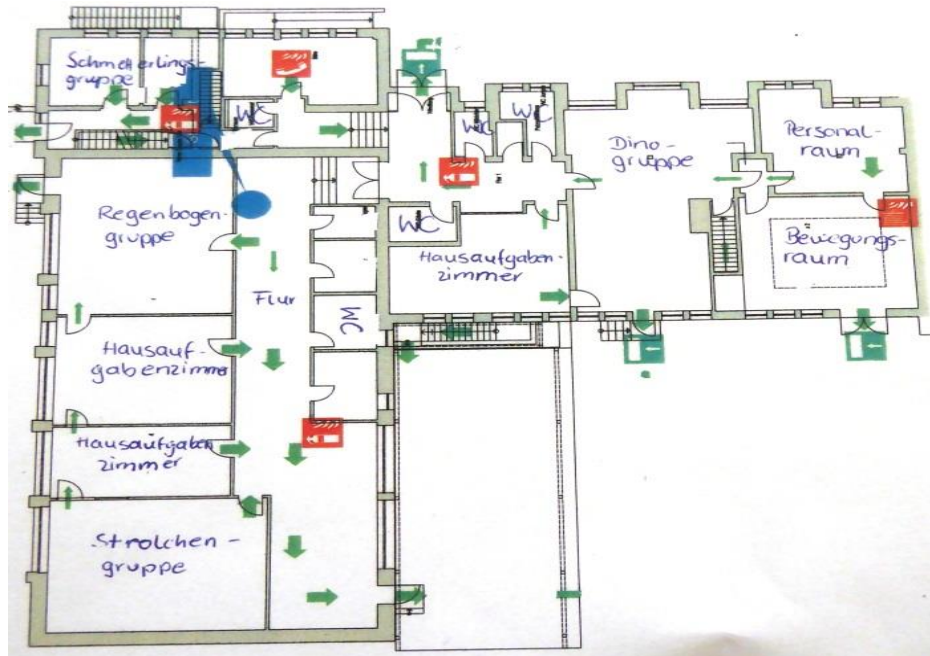 Schmetterlings-
gruppe
WC
WC
WC
Dino-
gruppe
Personal-
raum
Regenbogen-
gruppe
WC
Hausaufgaben-
zimmer
Bewegungs-
raum
Flur
WC
Hausauf-
gabenzimmer
Hausaufgaben
zimmer
Strolchen-
gruppe